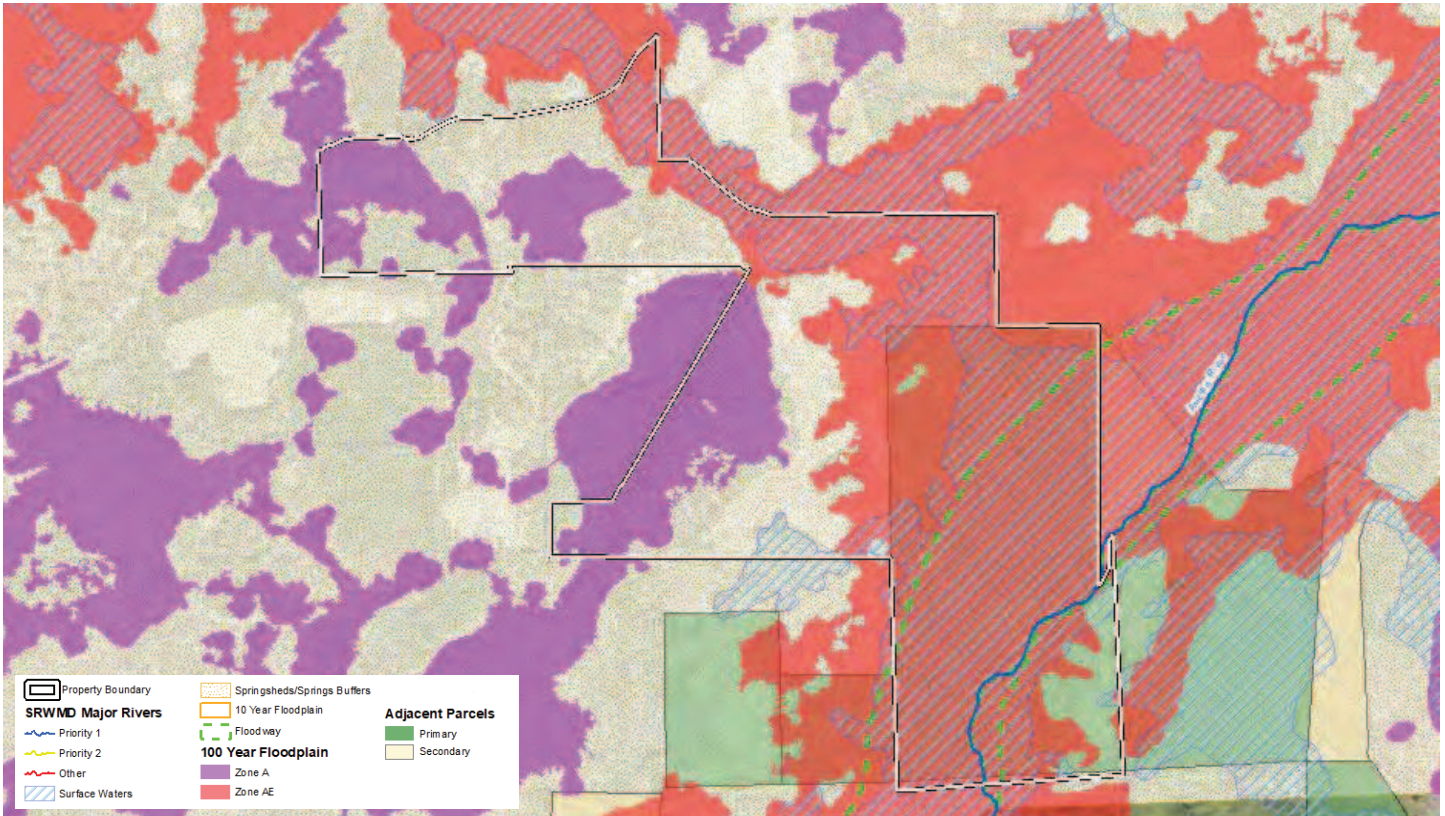 Property Boundary
SRWMD Major Rivers
Priority 1
Priority 2
Other
Surface Waters
Springsheds/Springs Buffers
10 Year Floodplain
Floodway
100 Year Floodplain
Zone A
Zone AE
Adjacent Parcels
Primary
Secondary